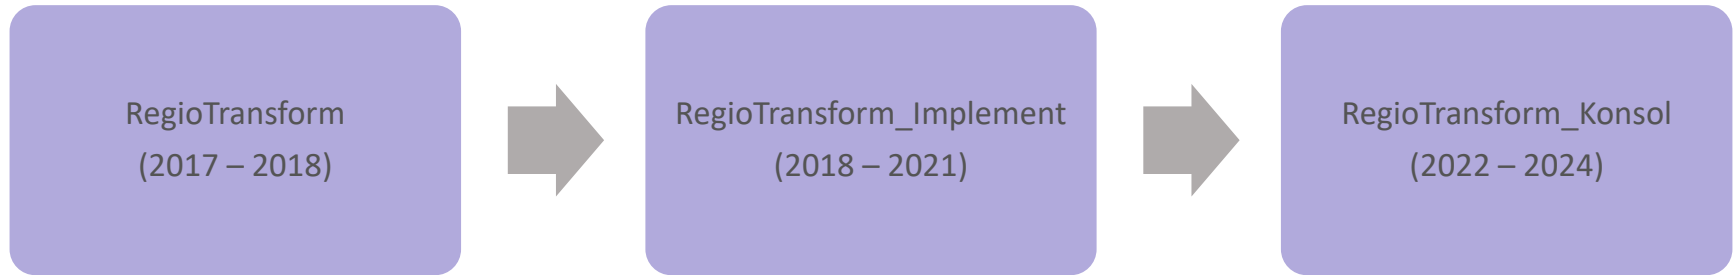 RegioTransform
(2017 – 2018)
RegioTransform_Implement
(2018 – 2021)
RegioTransform_Konsol
(2022 – 2024)